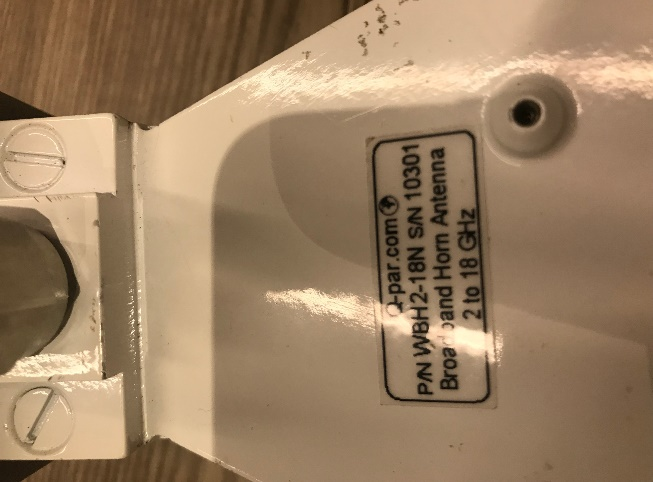 Q-par.com
P/N WBH2-18N S/N 10301
Broadband Horn Antenna
2 to 18 GHz